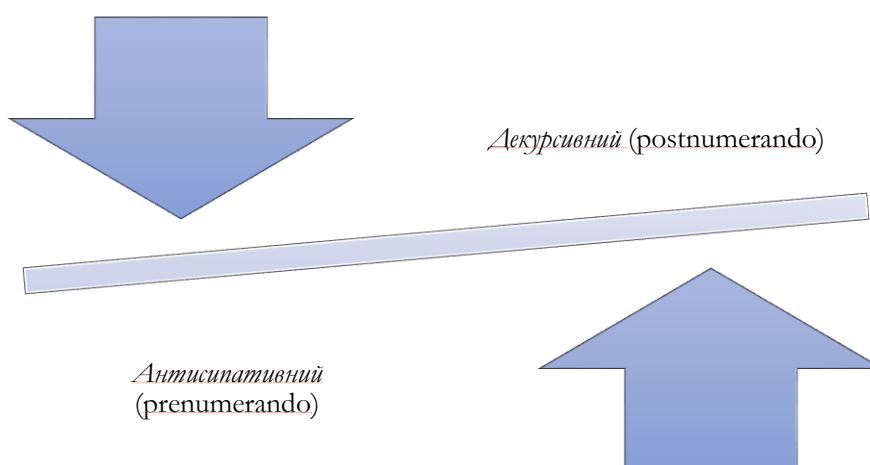 Декурсивний (postnumerando)
Антисипативний
(prenumerando)